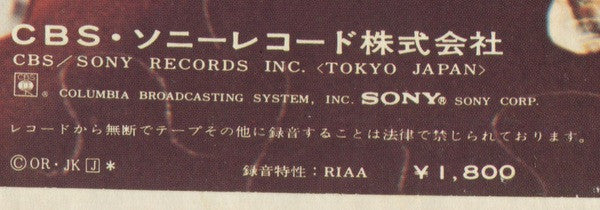 CBS・ソニーレコード株式会社
CBS/SONY RECORDS INC. <TOKYO JAPAN>
CBS ® COLUMBIA BROADCASTING SYSTEM, INC. SONY® SONY CORP.
レコードから無断でテープその他に録音することは法律で禁じられております。
©OR・JK J * 録音特性：RIAA ￥1,800